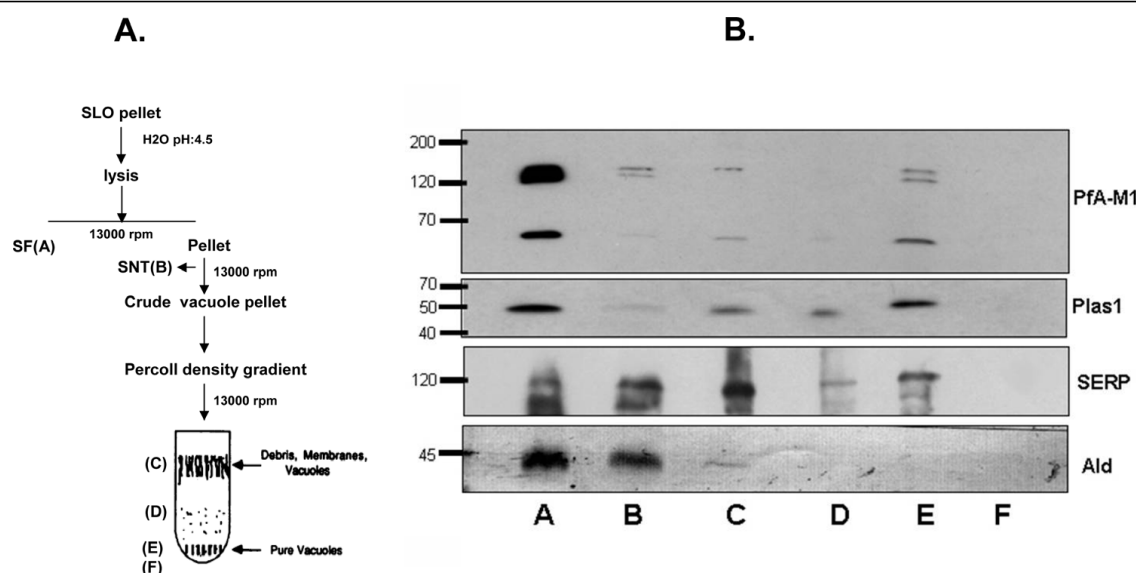 A.
SLO pellet
H2O pH:4.5
lysis
13000 rpm
SF(A)
Pellet
SNT(B)
13000 rpm
Crude vacuole pellet
Percoll density gradient
13000 rpm
(C)
Debris, Membranes,
Vacuoles
(D)
(E)
Pure Vacuoles
(F)
B.
200
120
70
PfA-M1
70
50
40
Plas1
120
SERP
45
Ald
A B C D E F